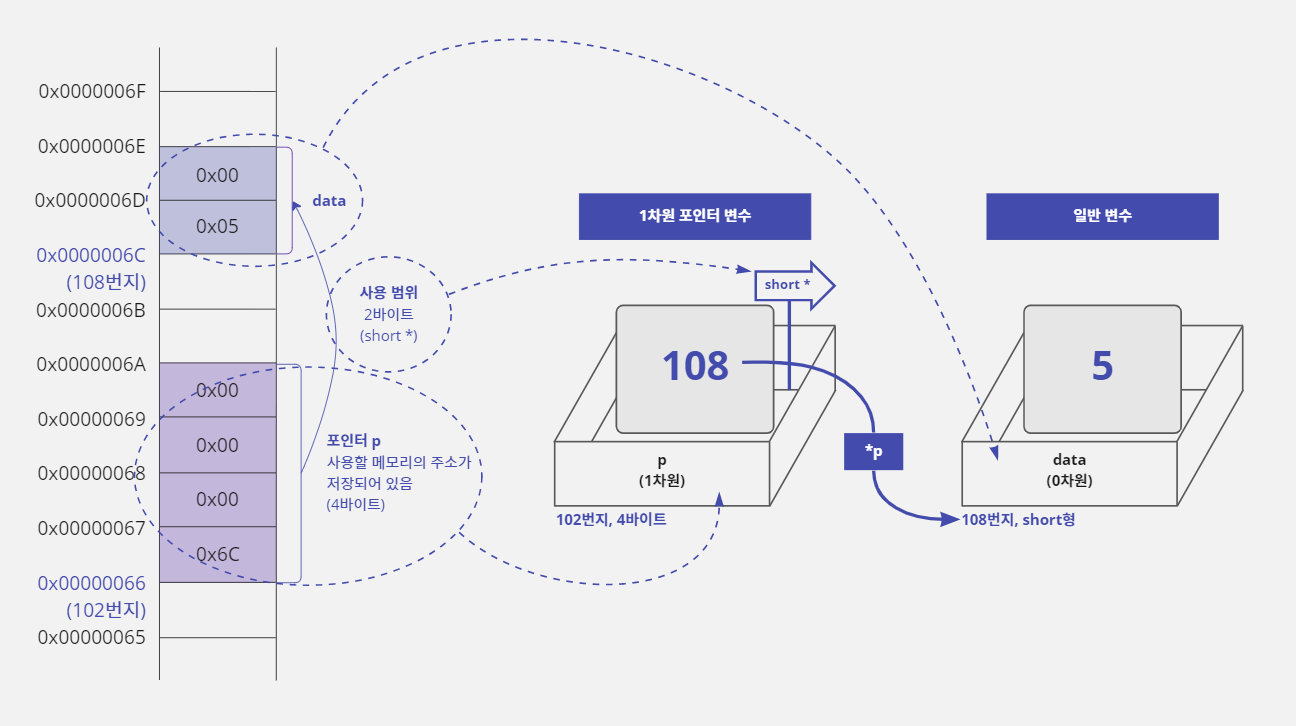 0x0000006F
0x0000006E
0x00
0x0000006D
data
0x05
0x0000006C
(108번지)
0x0000006B
사용 범위
2바이트
(short *)
0x0000006A
0x00
0x00000069
0x00
포인터 p
사용할 메모리의 주소가
저장되어 있음
(4바이트)
0x00000068
0x00
0x00000067
0x6C
0x00000066
(102번지)
0x00000065
1차원 포인터 변수
short *
108
p
(1차원)
102번지, 4바이트
*p
일반 변수
5
data
(0차원)
108번지, short형